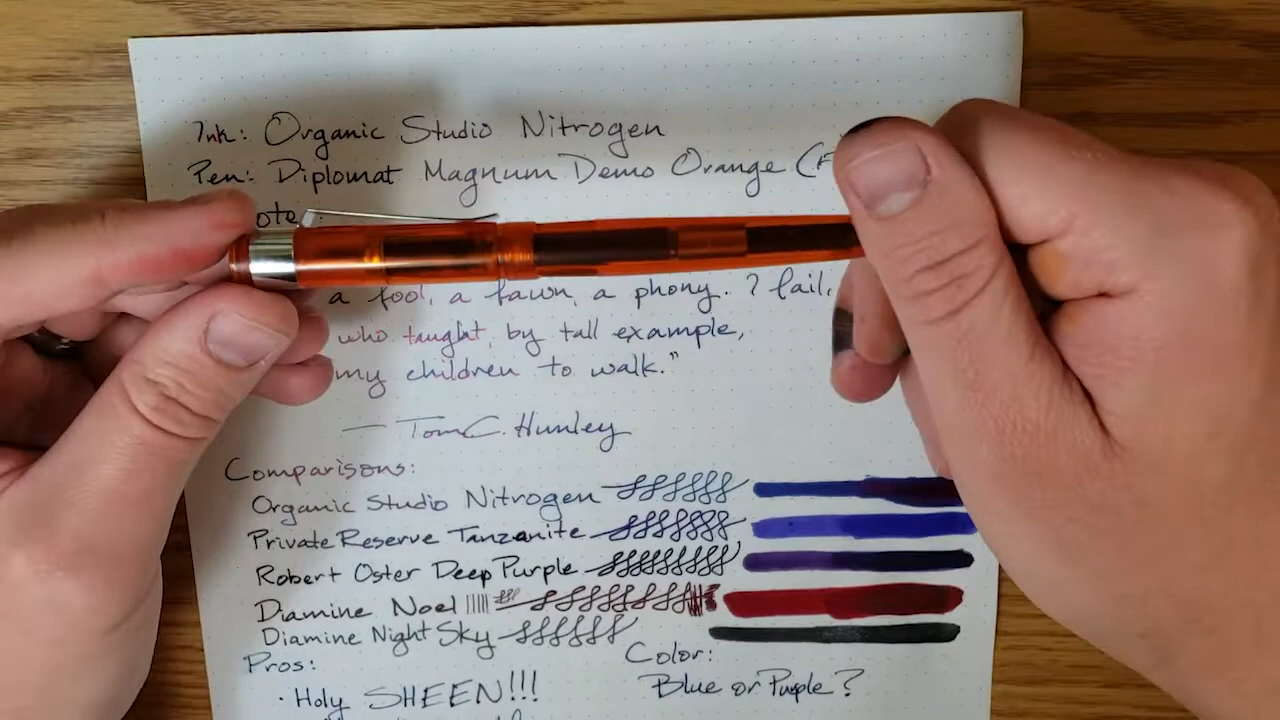 Ink: Organic Studio Nitrogen
Pen: Diplomat Magnum Demo Orange (F
ote
a fool, a fawn, a phony. I fail,
who taught, by tall example,
my children to walk."
— Tom C. Hunley
Comparisons:
Organic Studio Nitrogen
Private Reserve Tanzanite
Robert Oster Deep Purple
Diamine Noel
Diamine Night Sky
Pros:
· Holy SHEEN!!!
Color:
Blue or Purple?